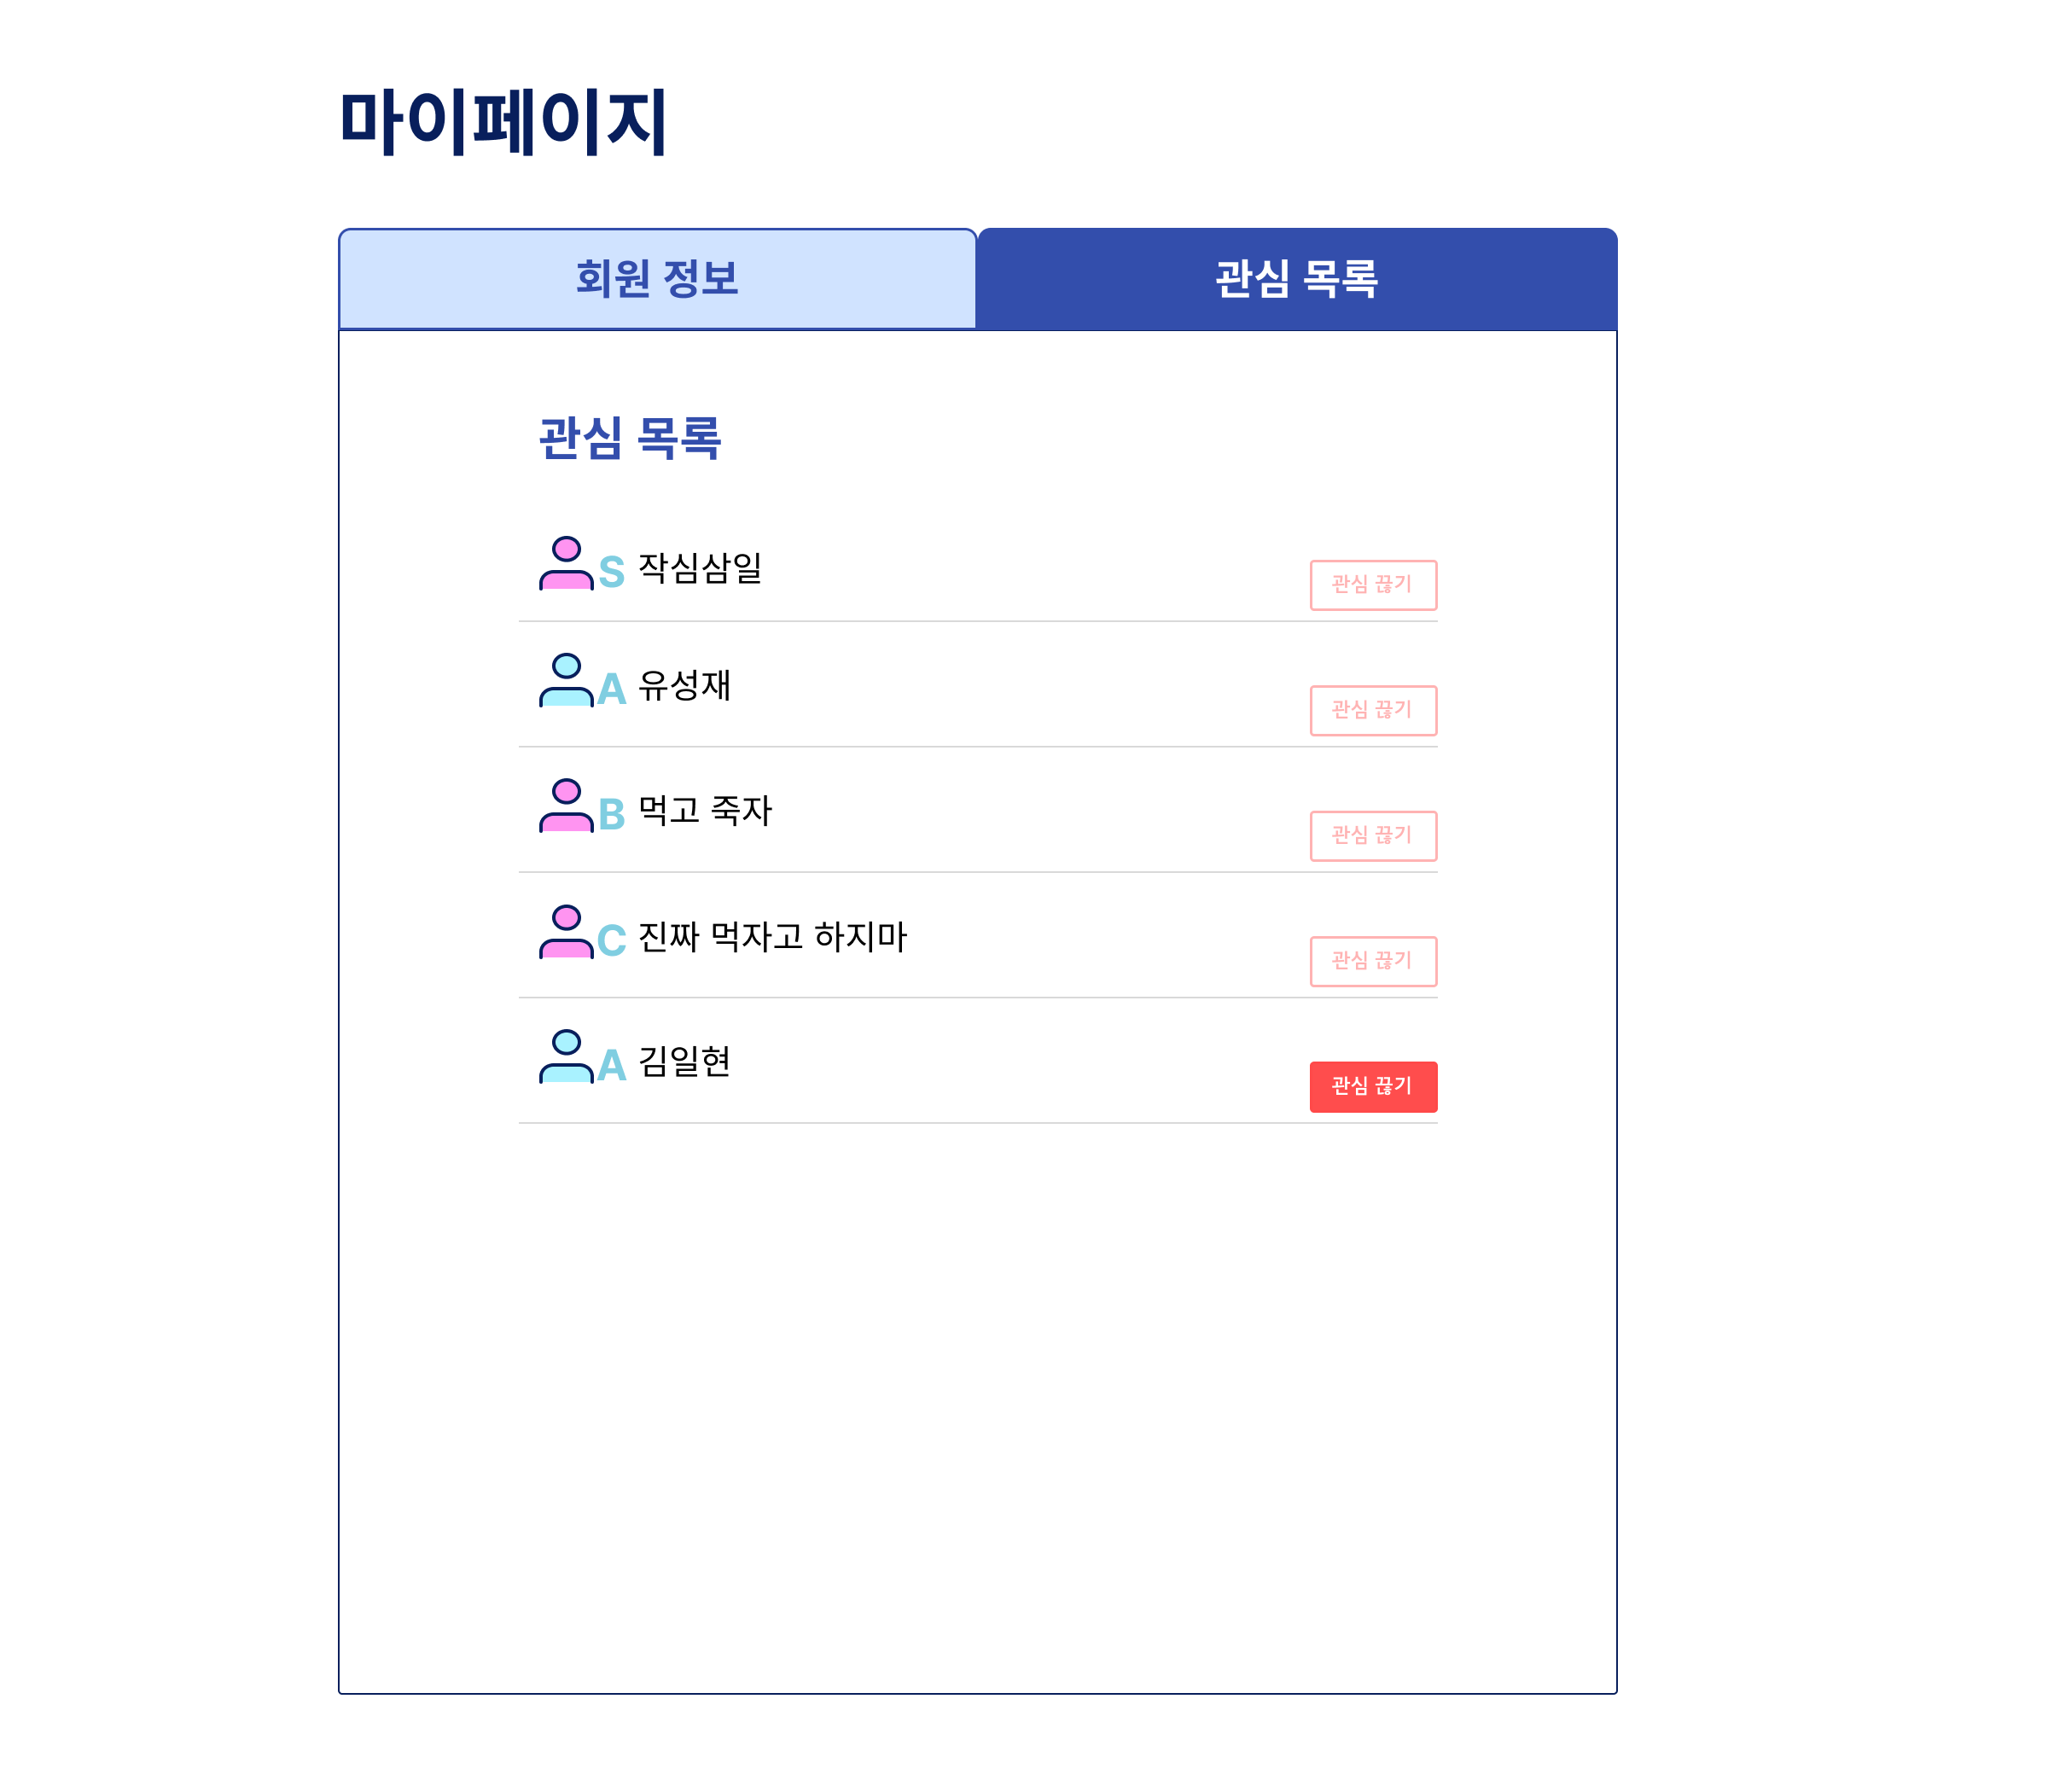 마이페이지
회원 정보 관심 목록
관심 목록
S 작심삼일 관심 끊기
A 유성재 관심 끊기
B 먹고 죽자 관심 끊기
C 진짜 먹자고 하지마 관심 끊기
A 김일현 관심 끊기